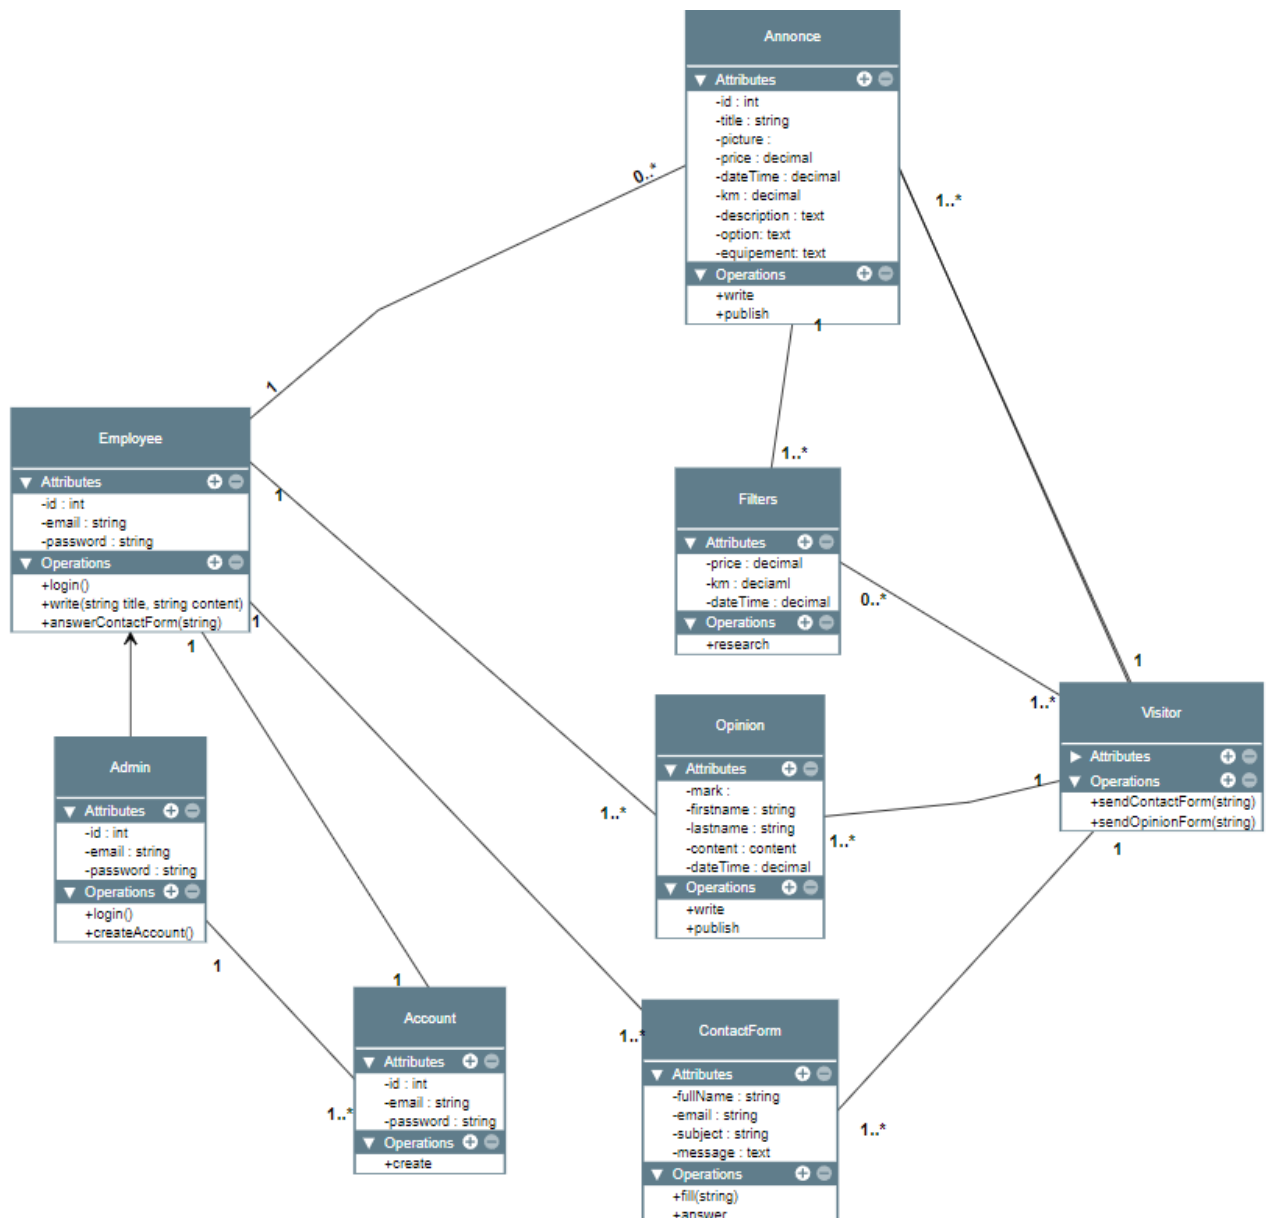 Annonce
Attributes
-id : int
-title : string
-picture :
-price : decimal
-dateTime : decimal
-km : decimal
-description : text
-option: text
-equipement: text
Operations
+write
+publish
0..*
1..*
1
1
Employee
Attributes
-id : int
-email : string
-password : string
Operations
+login()
+write(string title, string content)
+answerContactForm(string)
1
1
1
1..*
Filters
Attributes
-price : decimal
-km : deciaml
-dateTime : decimal
Operations
+research
0..*
1..*
1
Visitor
Attributes
Operations
+sendContactForm(string)
+sendOpinionForm(string)
1
1
Opinion
Attributes
-mark :
-firstname : string
-lastname : string
-content : content
-dateTime : decimal
Operations
+write
+publish
1..*
1..*
Admin
Attributes
-id : int
-email : string
-password : string
Operations
+login()
+createAccount()
1
1
Account
Attributes
-id : int
-email : string
-password : string
Operations
+create
1..*
1..*
ContactForm
Attributes
-fullName : string
-email : string
-subject : string
-message : text
Operations
+fill(string)
+answer
1..*